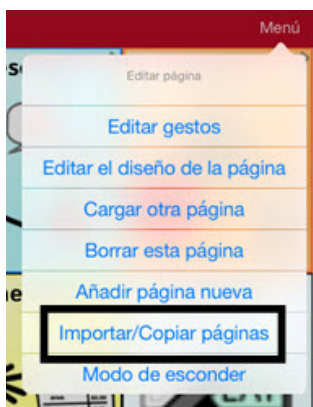 Menú
Editar página
Editar gestos
Editar el diseño de la página
Cargar otra página
Borrar esta página
Añadir página nueva
Importar/Copiar páginas
Modo de esconder